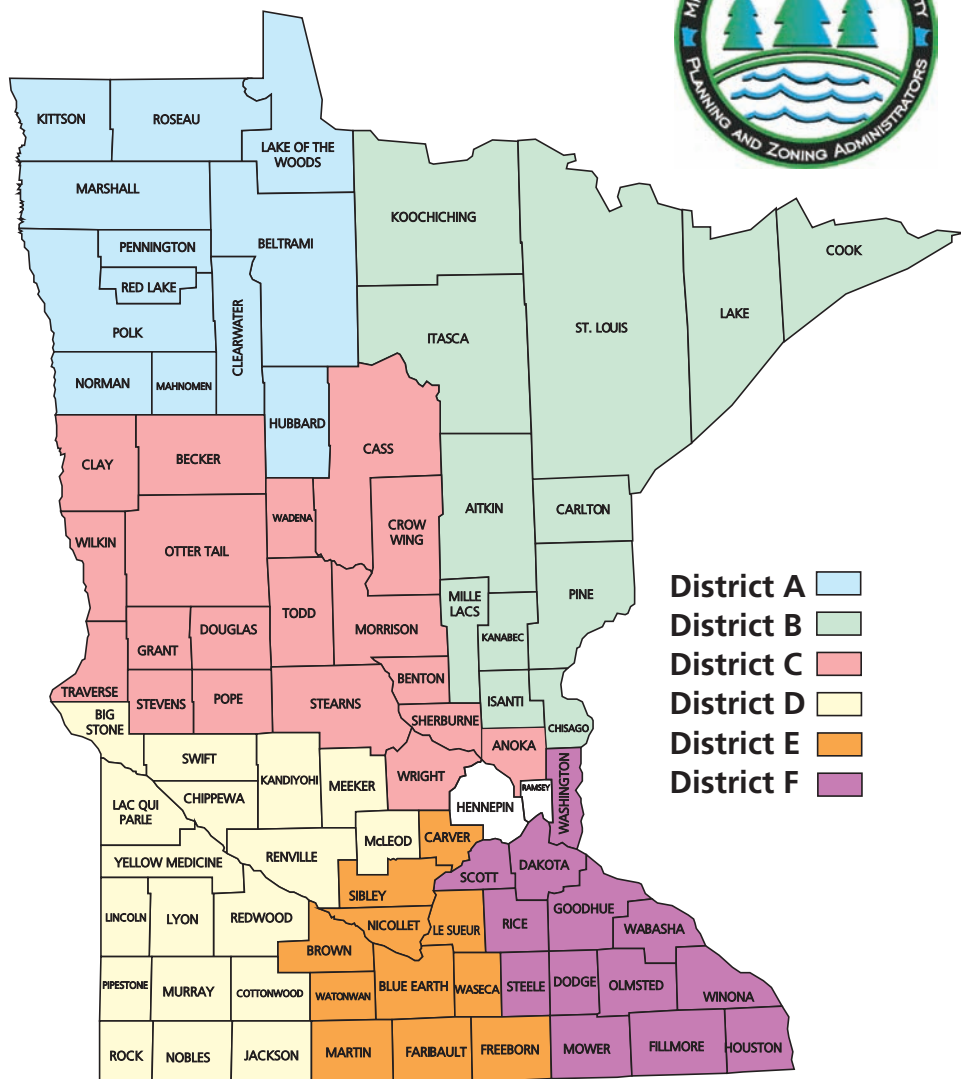 PLANNING AND ZONING ADMINISTRATORS
KITTSON
ROSEAU
LAKE OF THE
WOODS
MARSHALL
KOOCHICHING
BELTRAMI
PENNINGTON
COOK
RED LAKE
CLEARWATER
LAKE
ST. LOUIS
POLK
ITASCA
NORMAN
MAHNOMEN
HUBBARD
CASS
CLAY
BECKER
AITKIN
CARLTON
WADENA
CROW
WING
WILKIN
OTTER TAIL
MILLE
LACS
PINE
TODD
DOUGLAS
MORRISON
KANABEC
GRANT
BENTON
TRAVERSE
STEVENS
POPE
STEARNS
ISANTI
BIG
STONE
SHERBURNE
CHISAGO
ANOKA
SWIFT
KANDIYOHI
MEEKER
WRIGHT
RAMSEY
WASHINGTON
CHIPPEWA
HENNEPIN
LAC QUI
PARLE
McLEOD
CARVER
YELLOW MEDICINE
RENVILLE
DAKOTA
SCOTT
SIBLEY
LINCOLN
LYON
REDWOOD
NICOLLET
LE SUEUR
RICE
GOODHUE
WABASHA
BROWN
PIPESTONE
MURRAY
COTTONWOOD
WATONWAN
BLUE EARTH
WASECA
STEELE
DODGE
OLMSTED
WINONA
ROCK
NOBLES
JACKSON
MARTIN
FARIBAULT
FREEBORN
MOWER
FILLMORE
HOUSTON
District A
District B
District C
District D
District E
District F